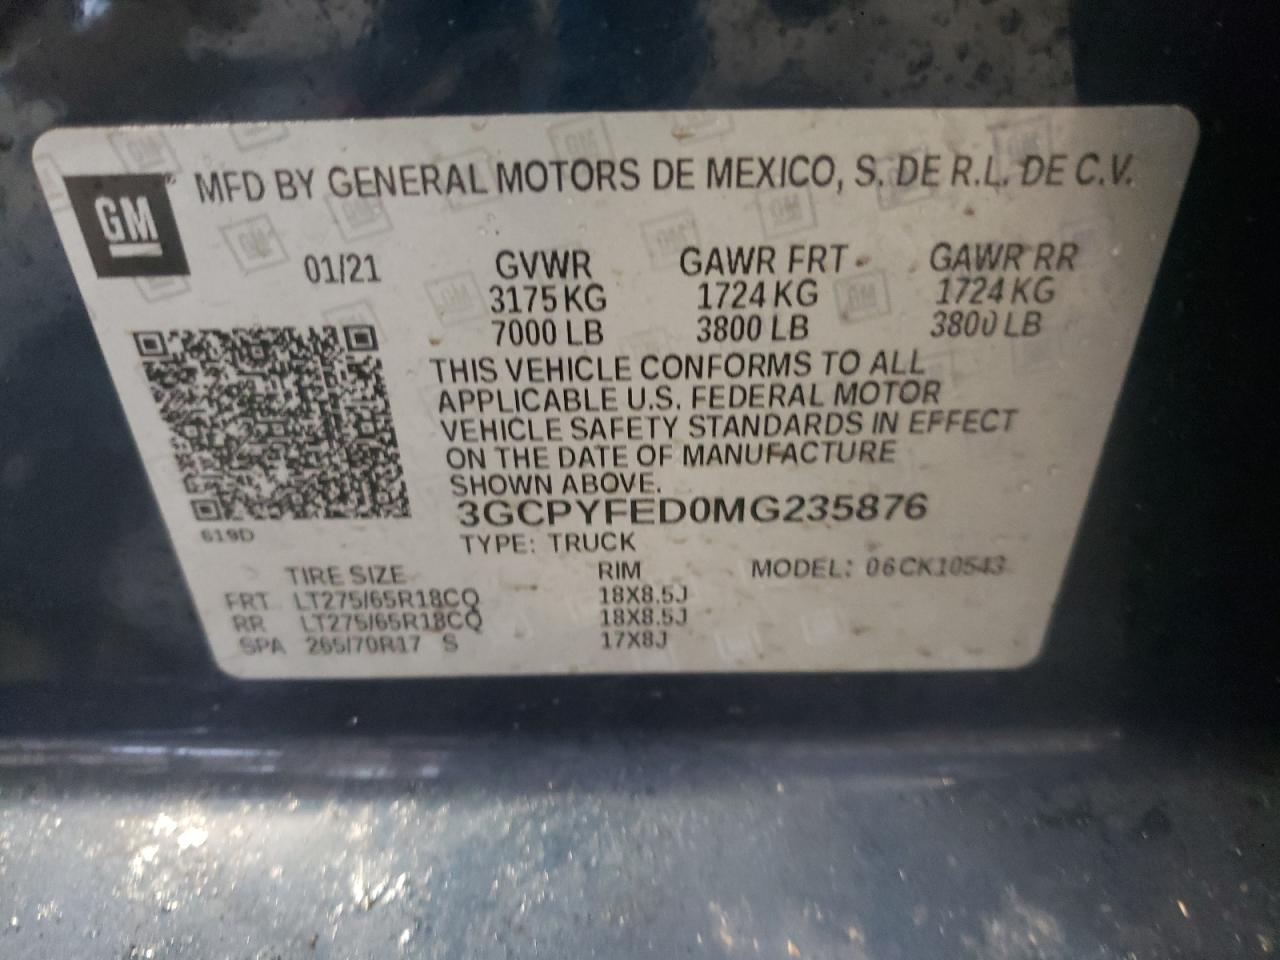 GM
MFD BY GENERAL MOTORS DE MEXICO, S. DE R.L. DE C.V.
01/21 GVWR GAWR FRT GAWR RR
3175 KG 1724 KG 1724 KG
7000 LB 3800 LB 3800 LB
THIS VEHICLE CONFORMS TO ALL
APPLICABLE U.S. FEDERAL MOTOR
VEHICLE SAFETY STANDARDS IN EFFECT
ON THE DATE OF MANUFACTURE
SHOWN ABOVE.
3GCPYFED0MG235876
619D
TYPE: TRUCK
TIRE SIZE RIM MODEL: 06CK10543
FRT LT275/65R18CQ 18X8.5J
RR LT275/65R18CQ 18X8.5J
SPA 265/70R17 S 17X8J